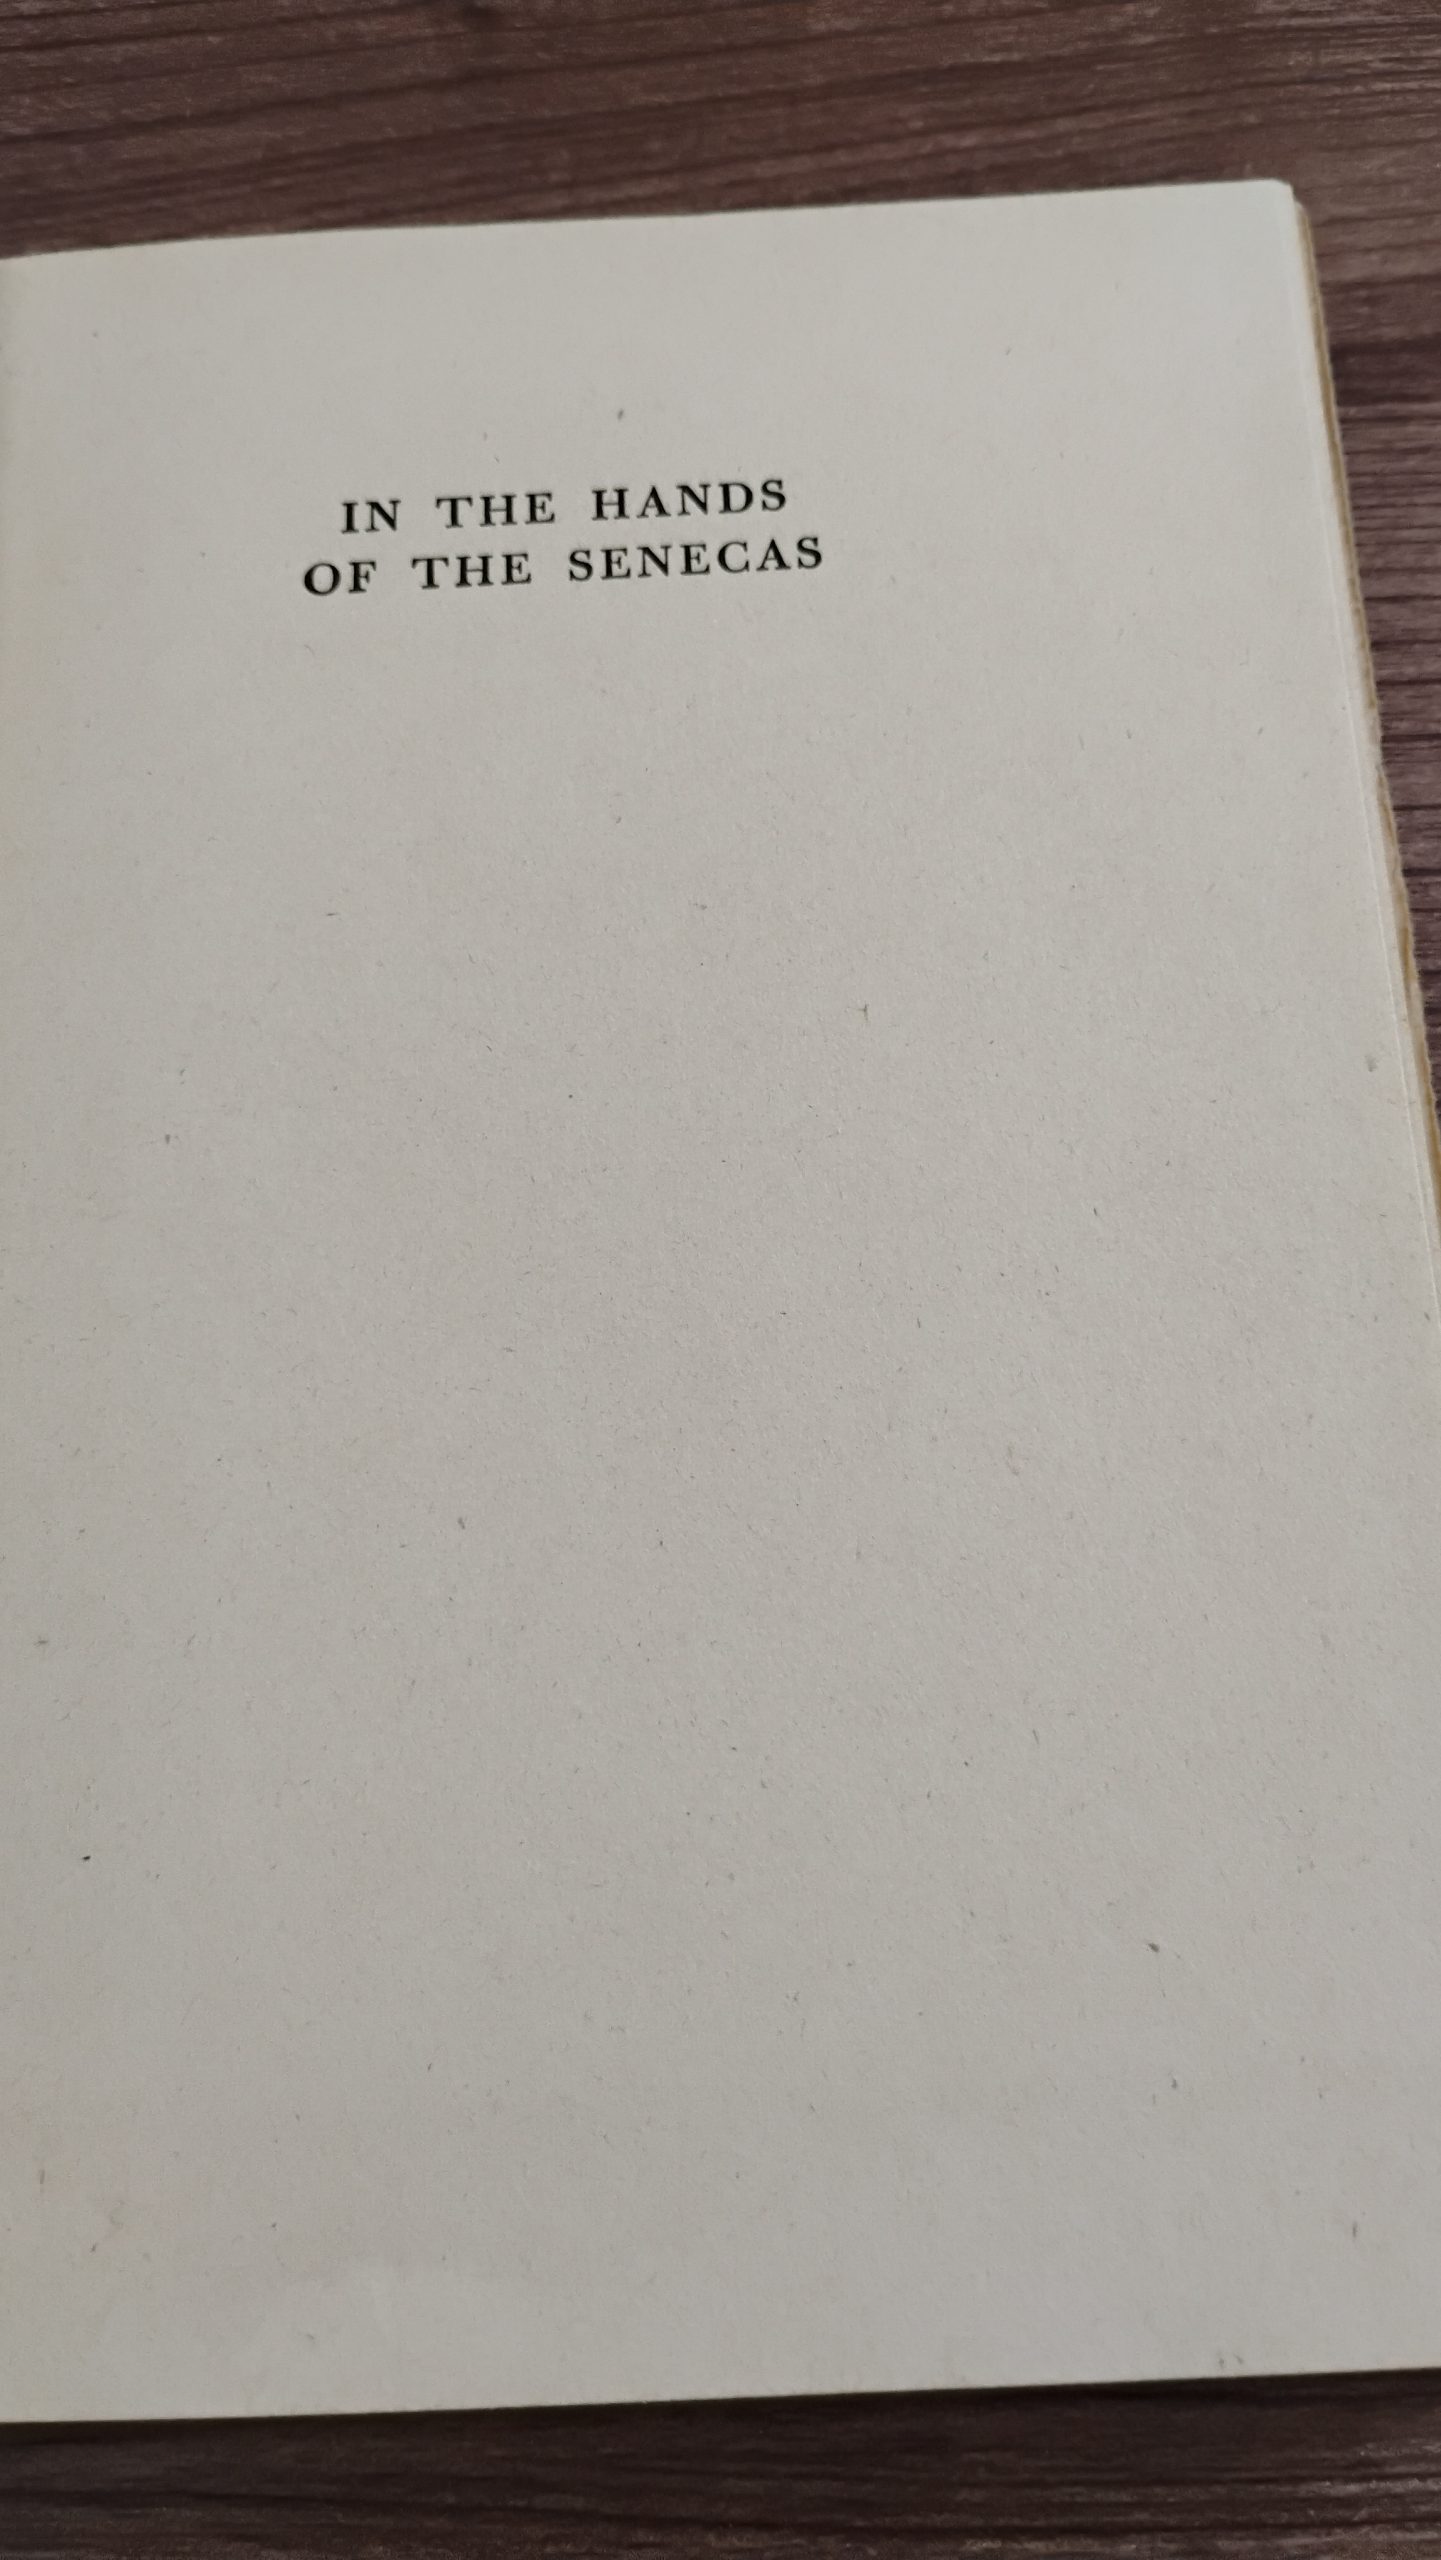 IN THE HANDS
OF THE SENECAS